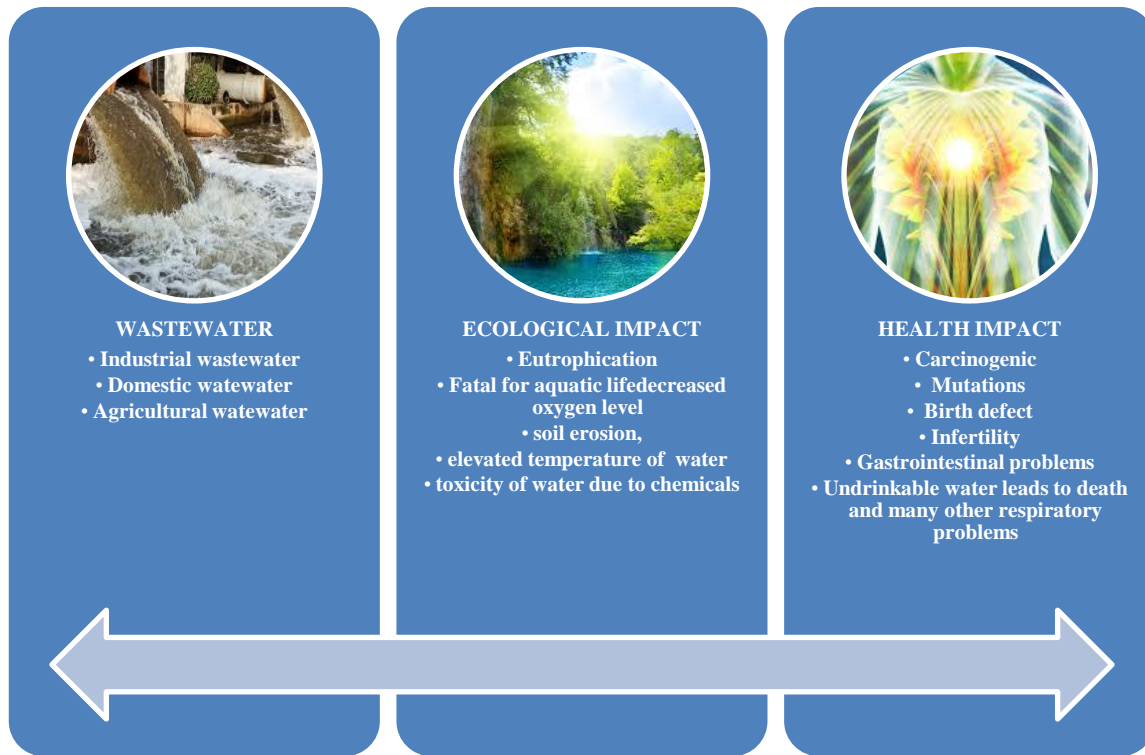 WASTEWATER
• Industrial wastewater
• Domestic watewater
• Agricultural watewater
ECOLOGICAL IMPACT
• Eutrophication
• Fatal for aquatic lifedecreased
oxygen level
• soil erosion,
• elevated temperature of water
• toxicity of water due to chemicals
HEALTH IMPACT
• Carcinogenic
• Mutations
• Birth defect
• Infertility
• Gastrointestinal problems
• Undrinkable water leads to death
and many other respiratory
problems